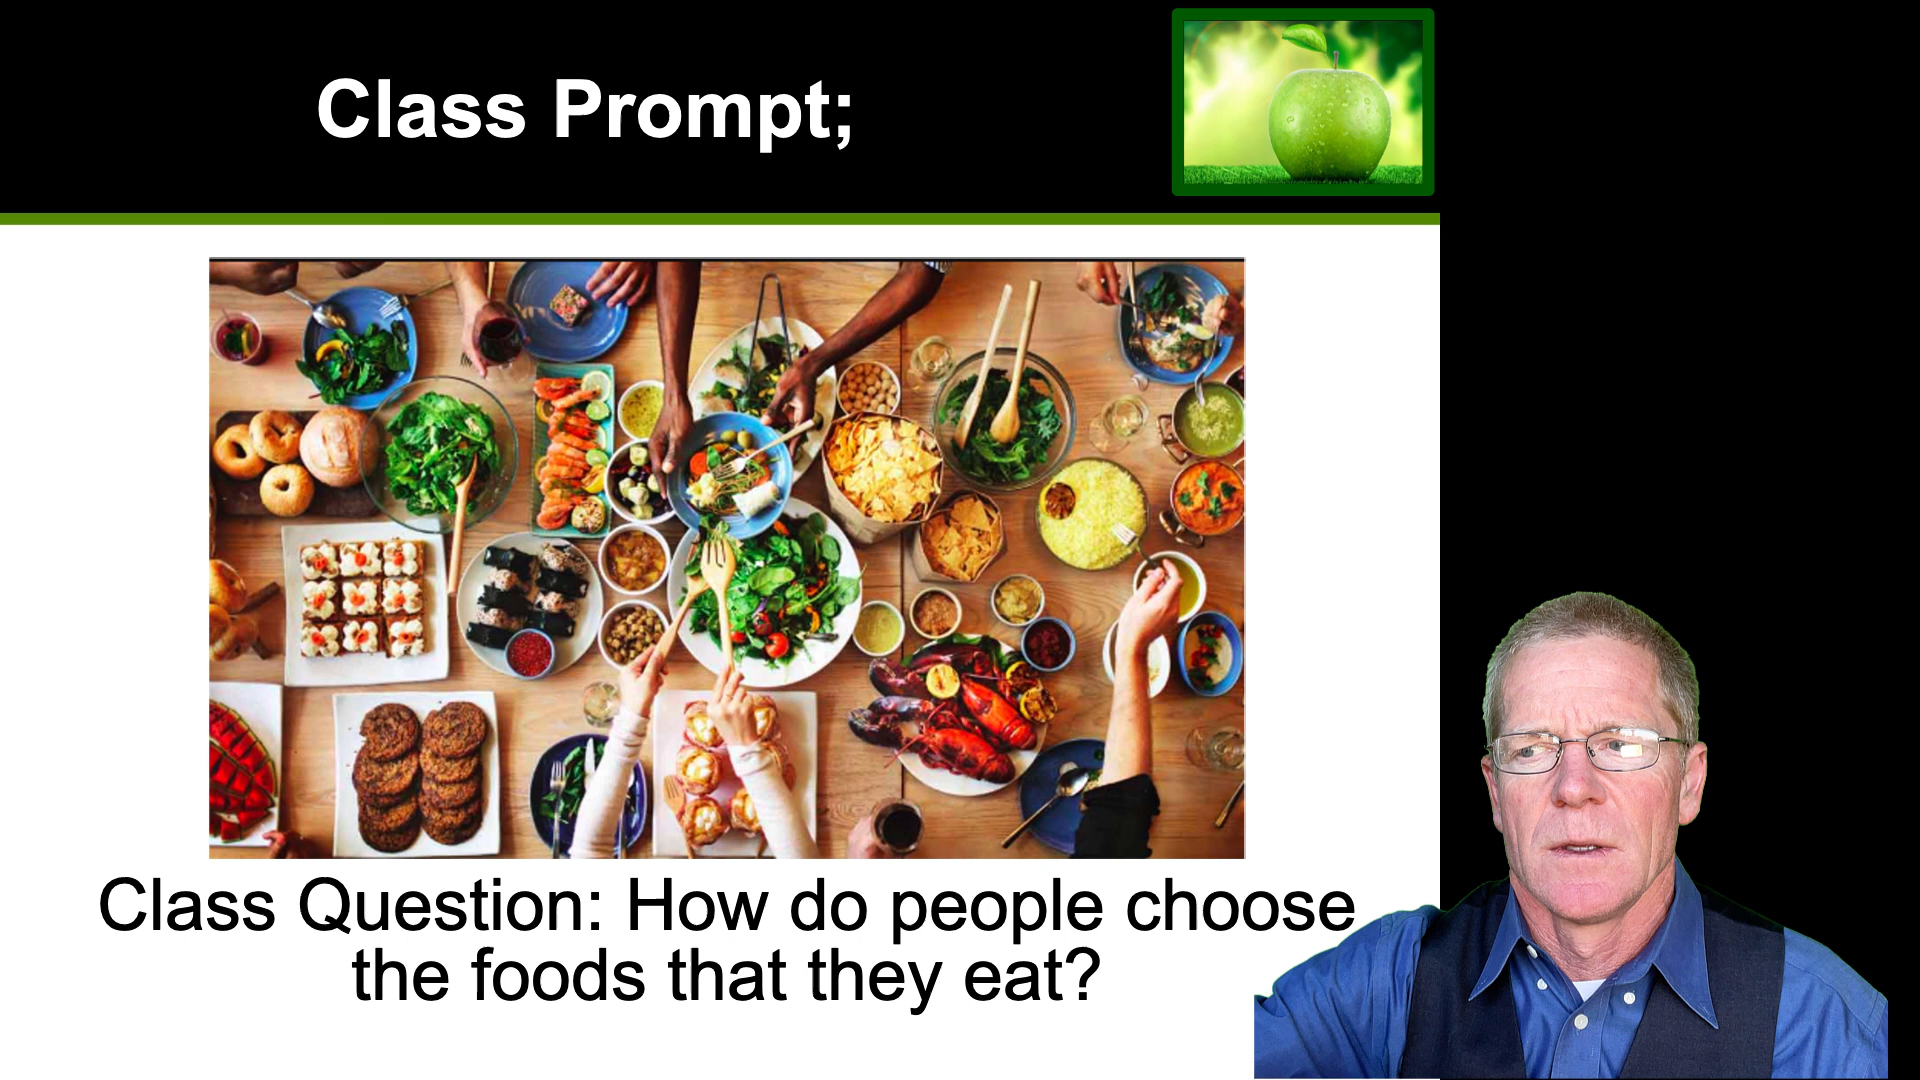 Class Prompt;
Class Question: How do people choose
the foods that they eat?